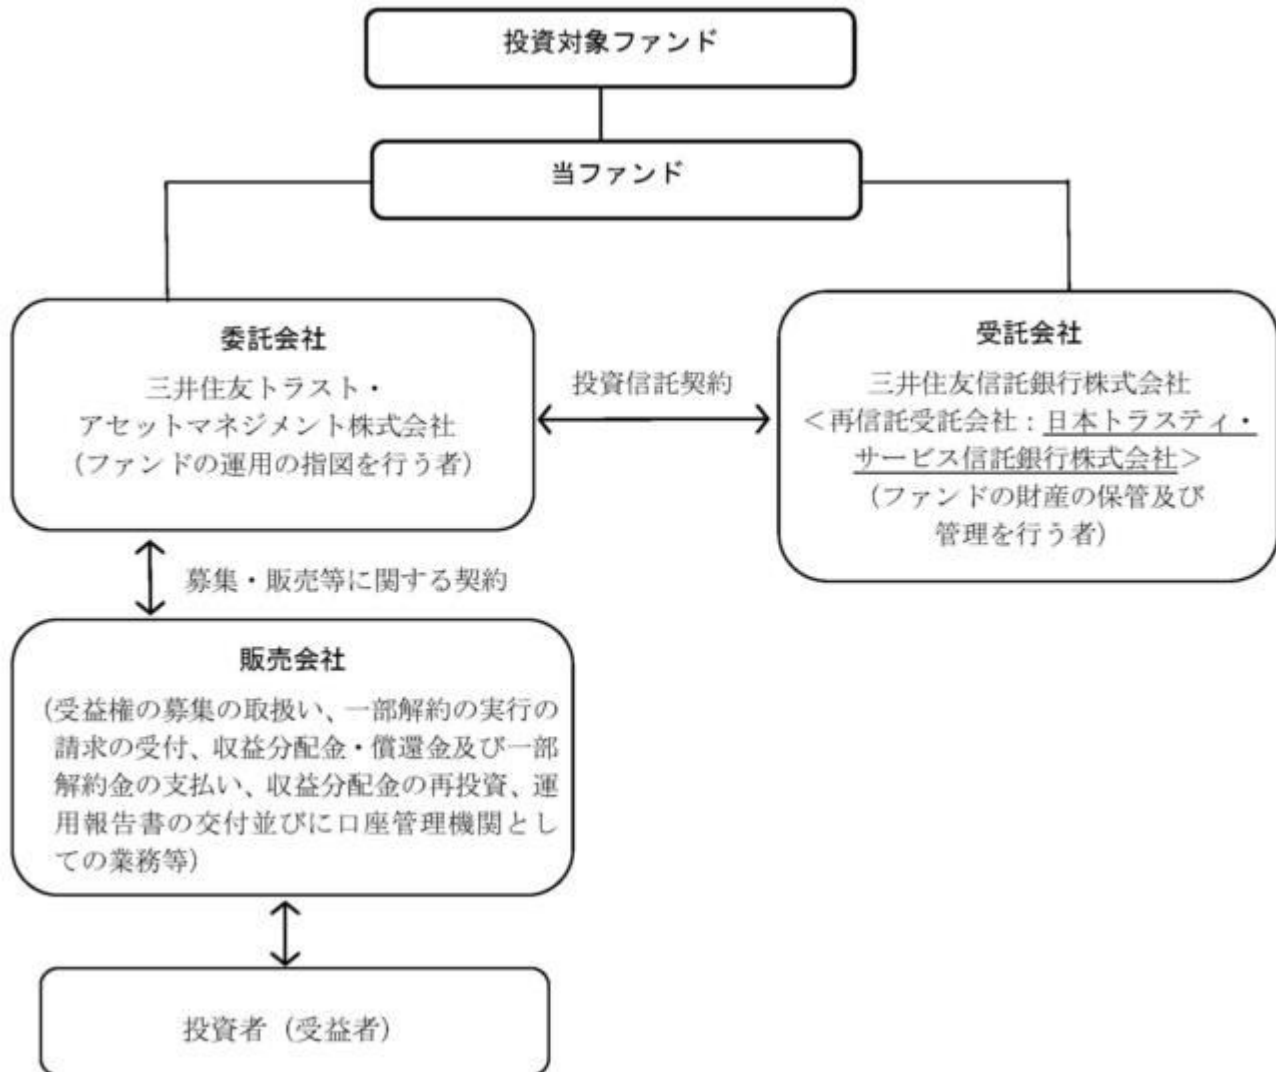 投資対象ファンド
当ファンド
委託会社
三井住友トラスト・
アセットマネジメント株式会社
（ファンドの運用の指図を行う者）
投資信託契約
受託会社
三井住友信託銀行株式会社
＜再信託受託会社：日本トラスティ・
サービス信託銀行株式会社＞
（ファンドの財産の保管及び
管理を行う者）
募集・販売等に関する契約
販売会社
（受益権の募集の取扱い、一部解約の実行の
請求の受付、収益分配金・償還金及び一部
解約金の支払い、収益分配金の再投資、運
用報告書の交付並びに口座管理機関とし
ての業務等）
投資者（受益者）